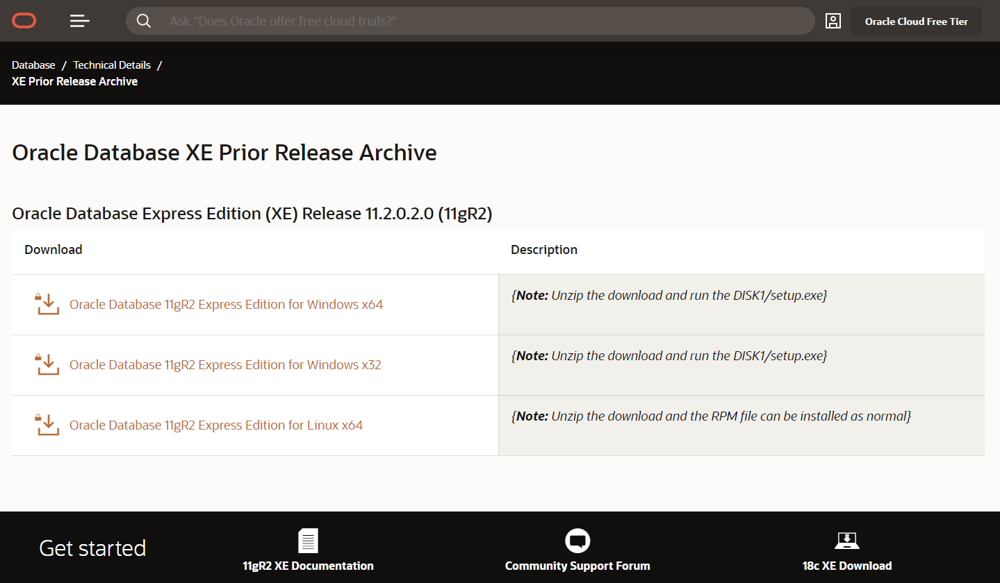 Ask "Does Oracle offer free cloud trials?"
Oracle Cloud Free Tier
Database / Technical Details /
XE Prior Release Archive
Oracle Database XE Prior Release Archive
Oracle Database Express Edition (XE) Release 11.2.0.2.0 (11gR2)
Download Description
Oracle Database 11gR2 Express Edition for Windows x64
{Note: Unzip the download and run the DISK1/setup.exe}
Oracle Database 11gR2 Express Edition for Windows x32
{Note: Unzip the download and run the DISK1/setup.exe}
Oracle Database 11gR2 Express Edition for Linux x64
{Note: Unzip the download and the RPM file can be installed as normal}
Get started
11gR2 XE Documentation
Community Support Forum
18c XE Download